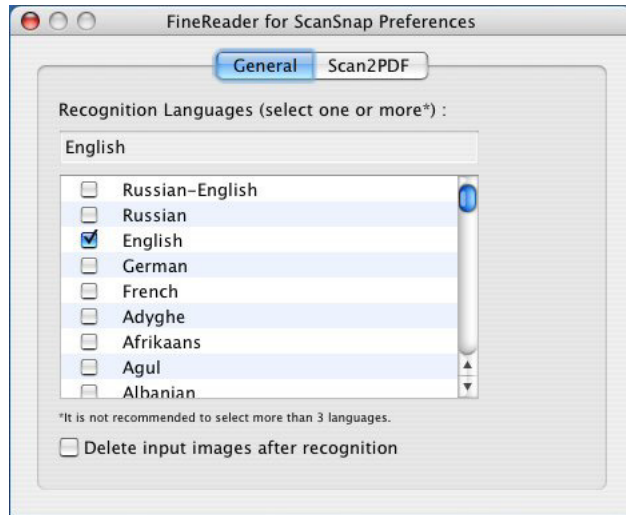 FineReader for ScanSnap Preferences
General Scan2PDF
Recognition Languages (select one or more*) :
English
Russian-English
Russian
English
German
French
Adyghe
Afrikaans
Agul
Albanian
*It is not recommended to select more than 3 languages.
Delete input images after recognition